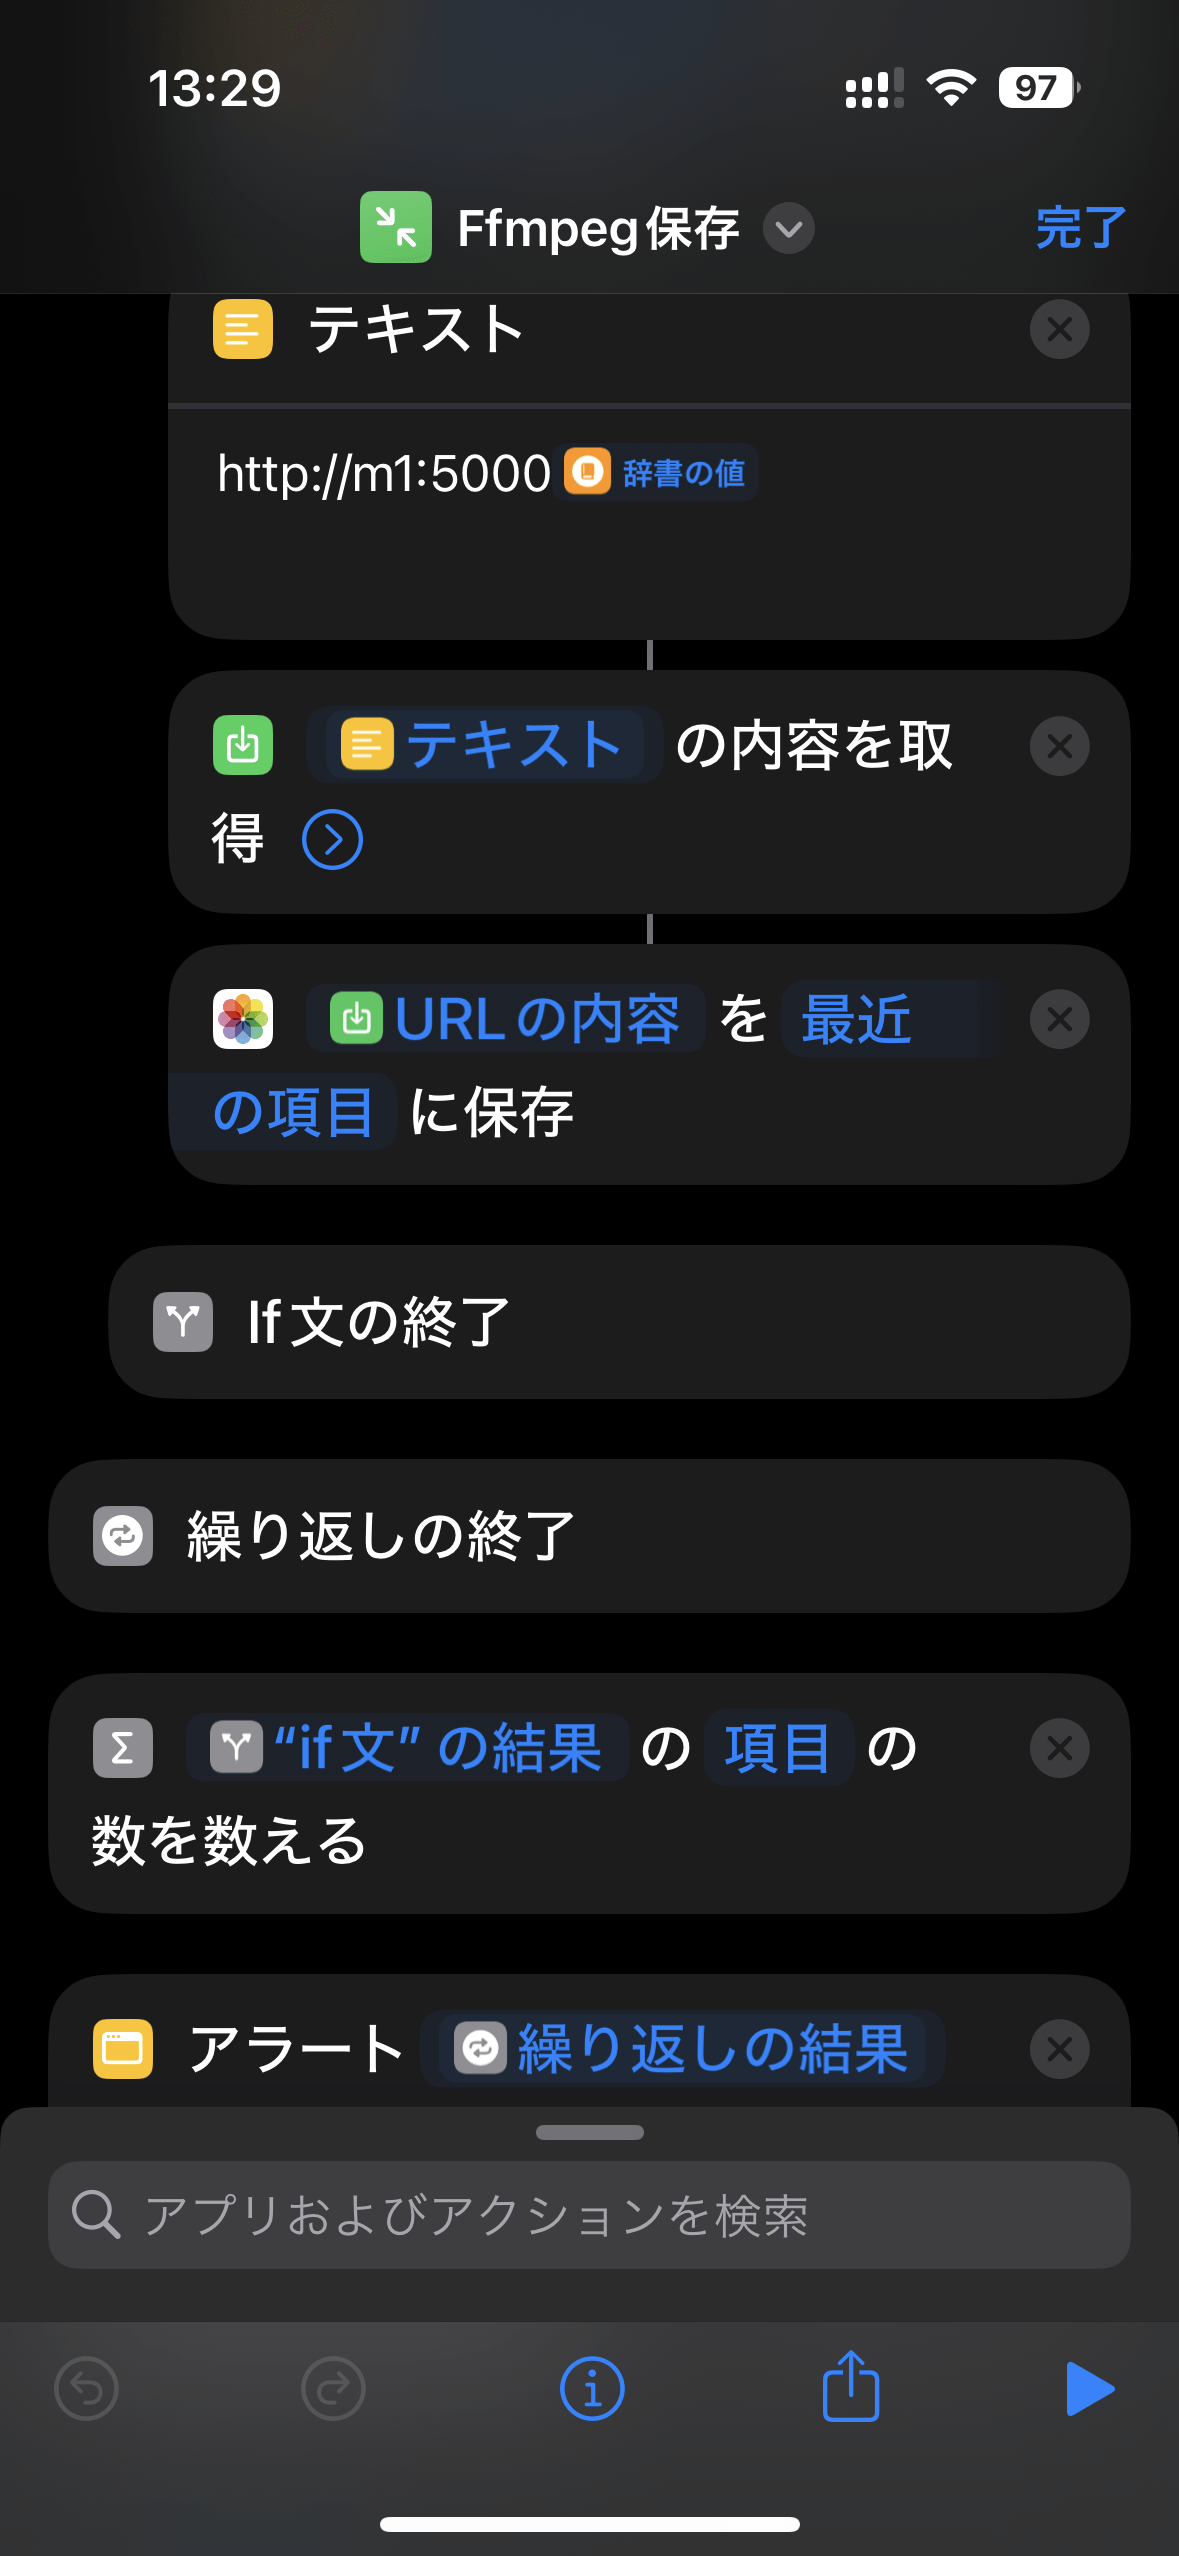 13:29
97
Ffmpeg保存
完了
テキスト
http://m1:5000 辞書の値
テキスト の内容を取
得
URLの内容 を 最近
の項目 に保存
If文の終了
繰り返しの終了
“if文”の結果 の 項目 の
数を数える
アラート 繰り返しの結果
アプリおよびアクションを検索